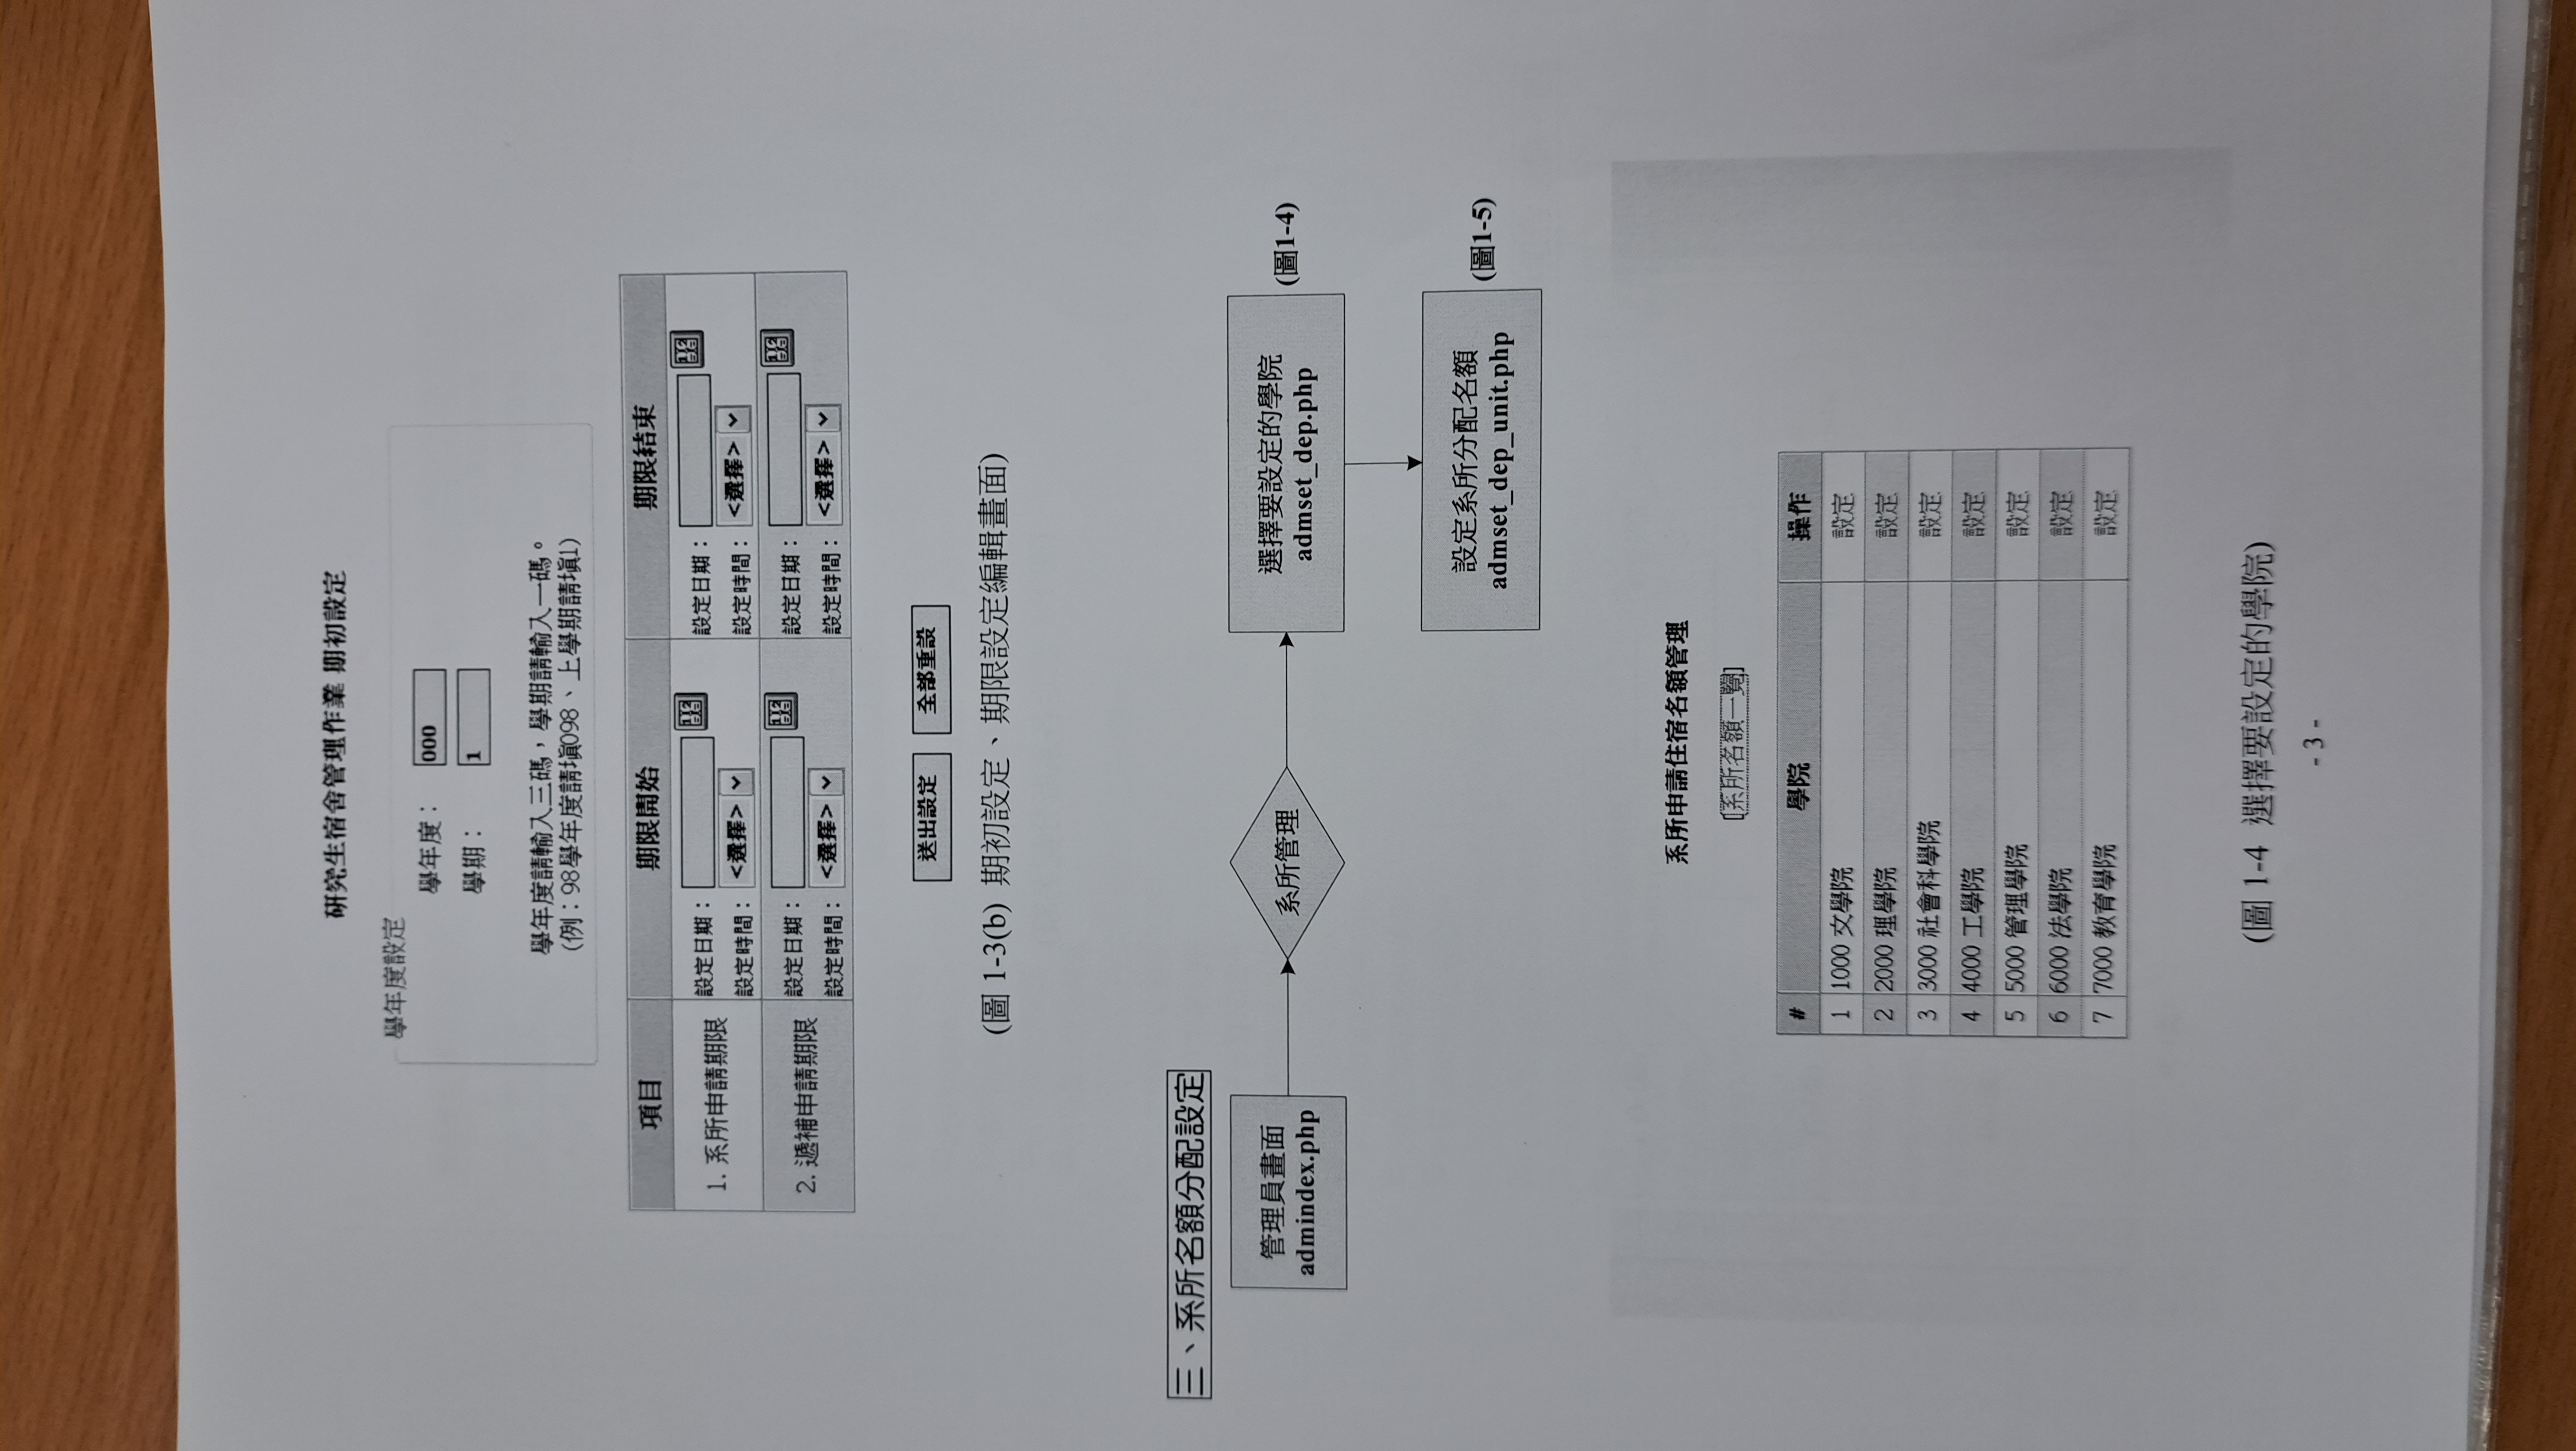 研究生宿舍管理作業 期初設定
學年度設定
學年度： 000
學期： 1
學年度請輸入三碼，學期請輸入一碼。
(例：98學年度請填098、上學期請填1)
項目 期限開始 期限結束
1. 系所申請期限 設定日期： 設定日期：
設定時間： <選擇> 設定時間： <選擇>
2. 遞補申請期限 設定日期： 設定日期：
設定時間： <選擇> 設定時間： <選擇>
送出設定 全部重設
(圖 1-3(b) 期初設定、期限設定編輯畫面)
三、系所名額分配設定
管理員畫面
admindex.php
系所管理
選擇要設定的學院
admset_dep.php
(圖1-4)
設定系所分配名額
admset_dep_unit.php
(圖1-5)
系所申請住宿名額管理
[系所名額一覽]
# 學院 操作
1 1000 文學院 設定
2 2000 理學院 設定
3 3000 社會科學院 設定
4 4000 工學院 設定
5 5000 管理學院 設定
6 6000 法學院 設定
7 7000 教育學院 設定
(圖 1-4 選擇要設定的學院)
- 3 -